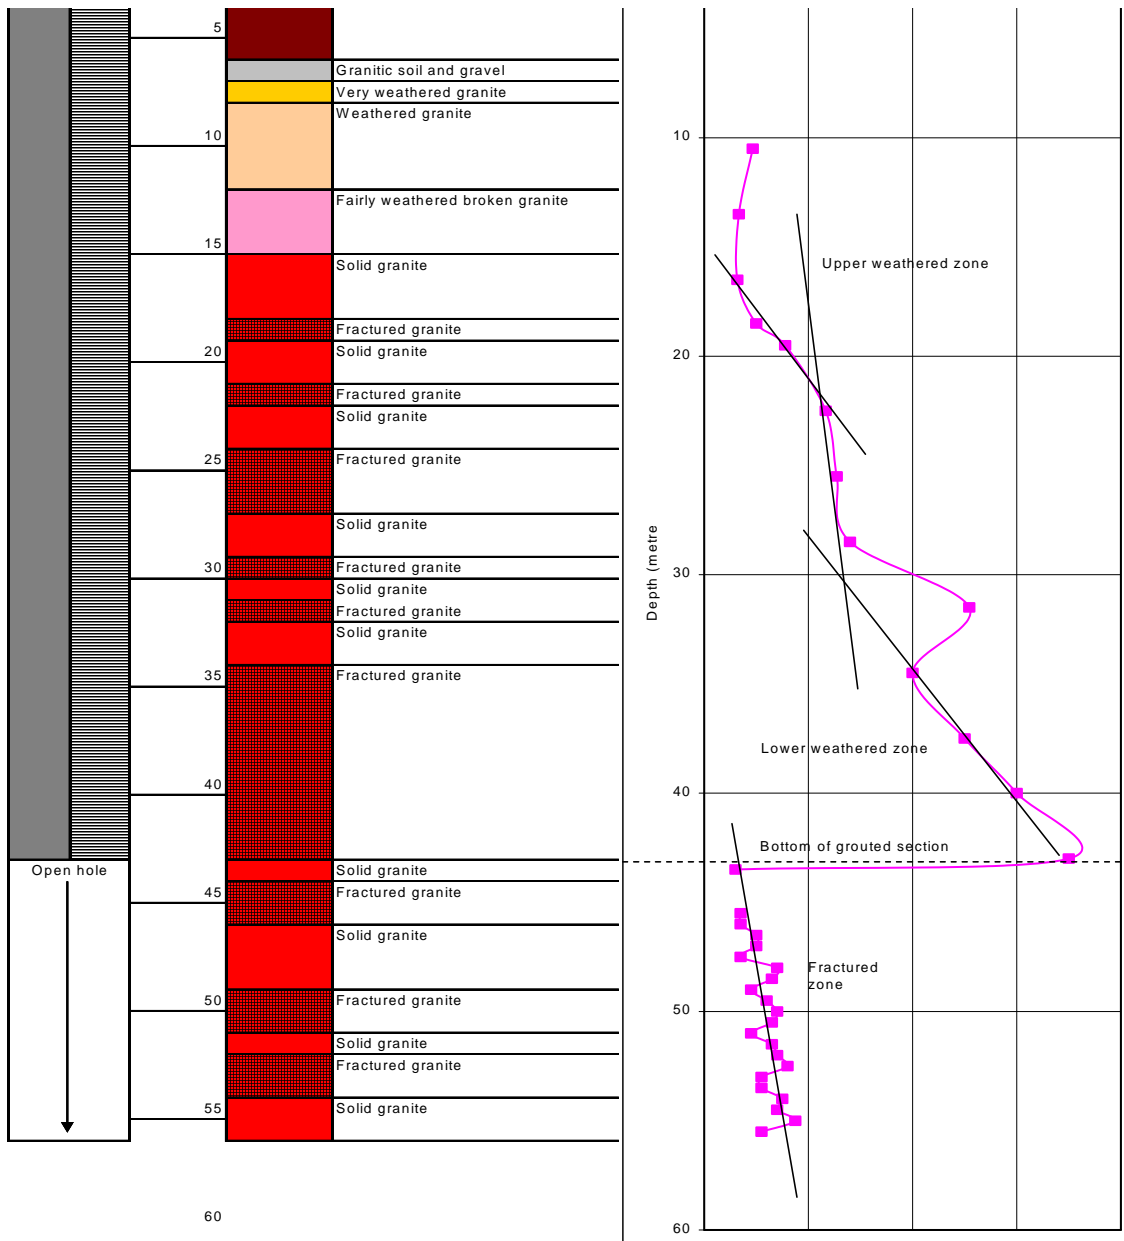 5
Granitic soil and gravel
Very weathered granite
Weathered granite
10
Fairly weathered broken granite
15
Solid granite
Fractured granite
20
Solid granite
Fractured granite
Solid granite
25
Fractured granite
Solid granite
30
Fractured granite
Solid granite
Fractured granite
Solid granite
35
Fractured granite
40
Open hole
Solid granite
45
Fractured granite
Solid granite
50
Fractured granite
Solid granite
Fractured granite
55
Solid granite
60
Depth (metre
10
20
30
40
50
60
Upper weathered zone
Lower weathered zone
Bottom of grouted section
Fractured
zone